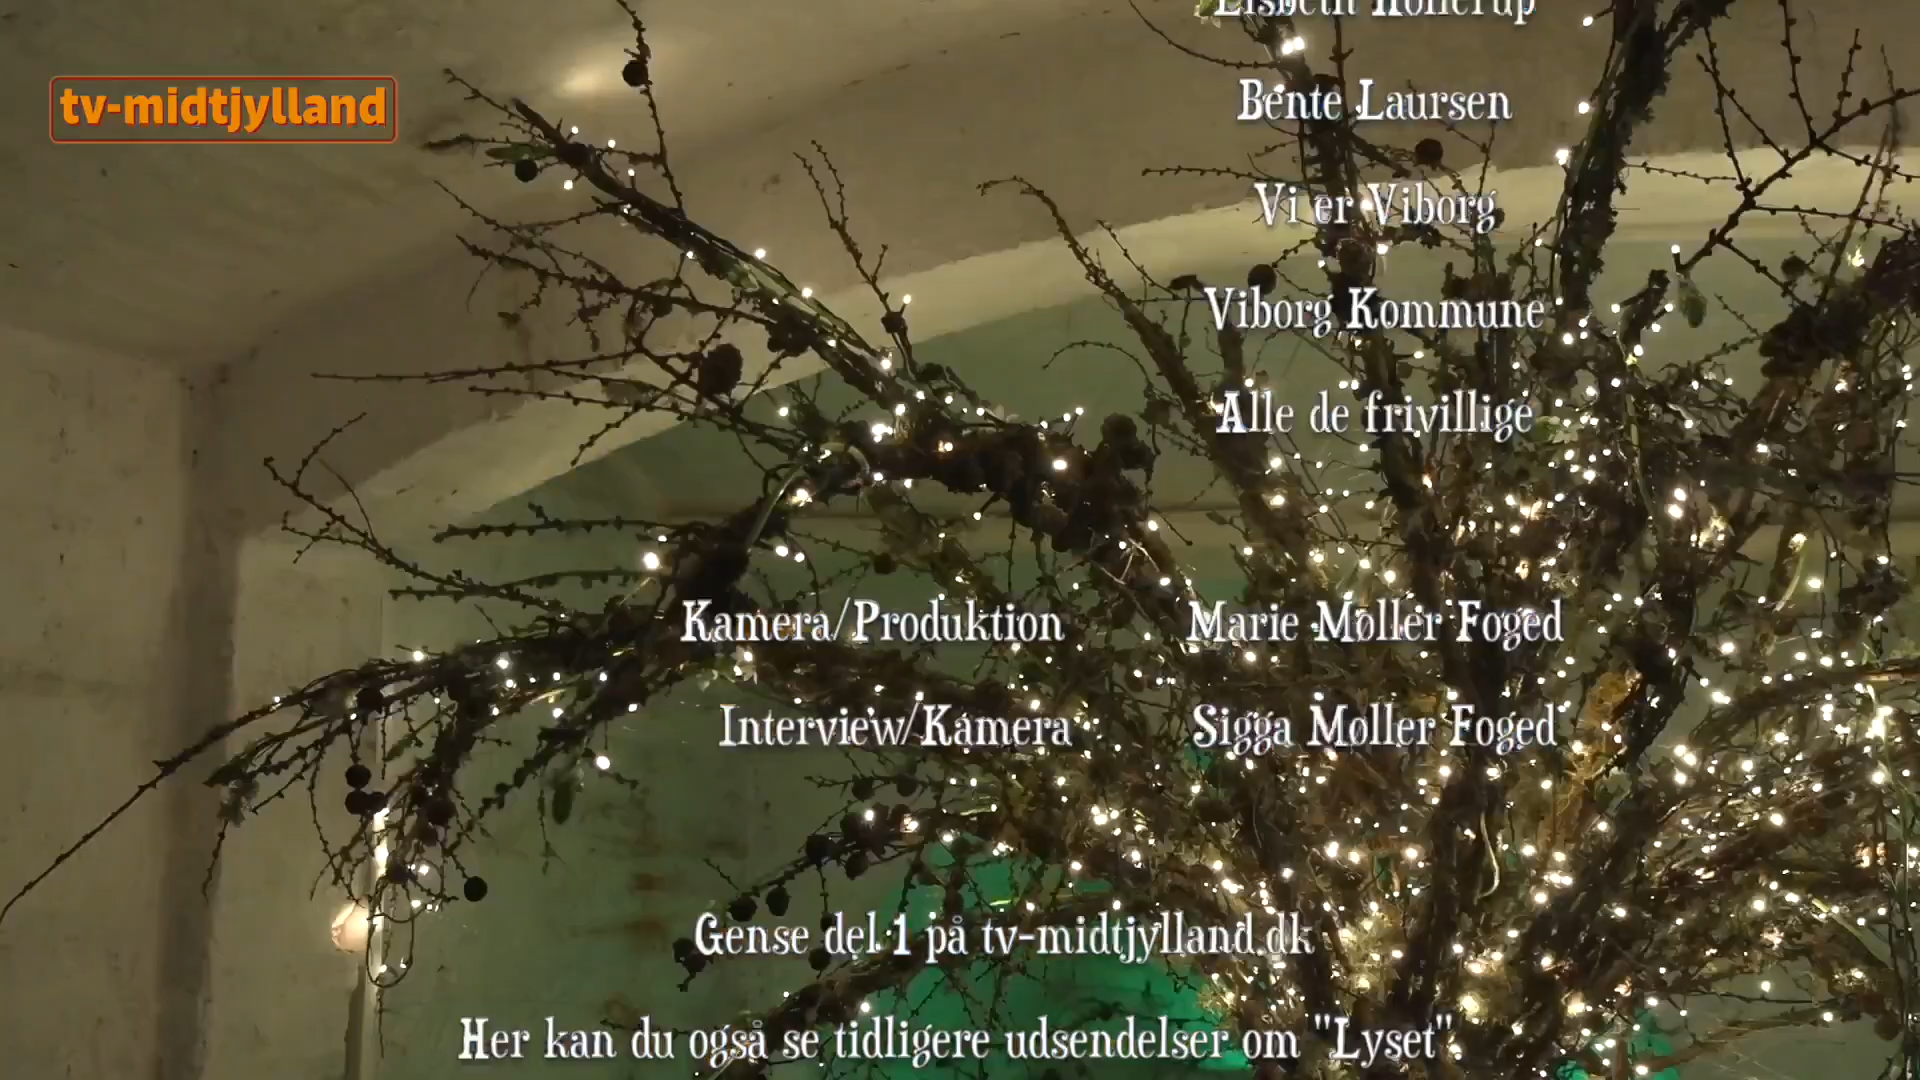 Lisbeth Hollerup
tv-midtjylland
Bente Laursen
Vi er Viborg
Viborg Kommune
Alle de frivillige
Kamera/Produktion Marie Møller Foged
Interview/Kamera Sigga Møller Foged
Gense del 1 på tv-midtjylland.dk
Her kan du også se tidligere udsendelser om "Lyset"